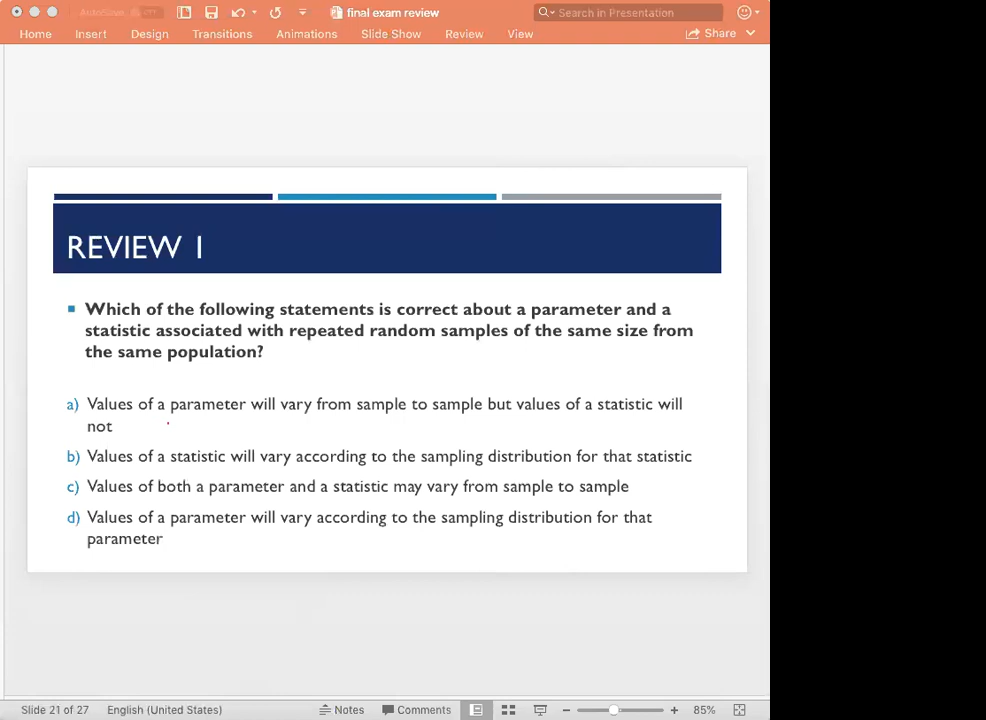 AutoSave
final exam review
Search in Presentation
Home Insert Design Transitions Animations Slide Show Review View Share
REVIEW 1
Which of the following statements is correct about a parameter and a
statistic associated with repeated random samples of the same size from
the same population?
a) Values of a parameter will vary from sample to sample but values of a statistic will
not
b) Values of a statistic will vary according to the sampling distribution for that statistic
c) Values of both a parameter and a statistic may vary from sample to sample
d) Values of a parameter will vary according to the sampling distribution for that
parameter
Slide 21 of 27 English (United States) Notes Comments 85%